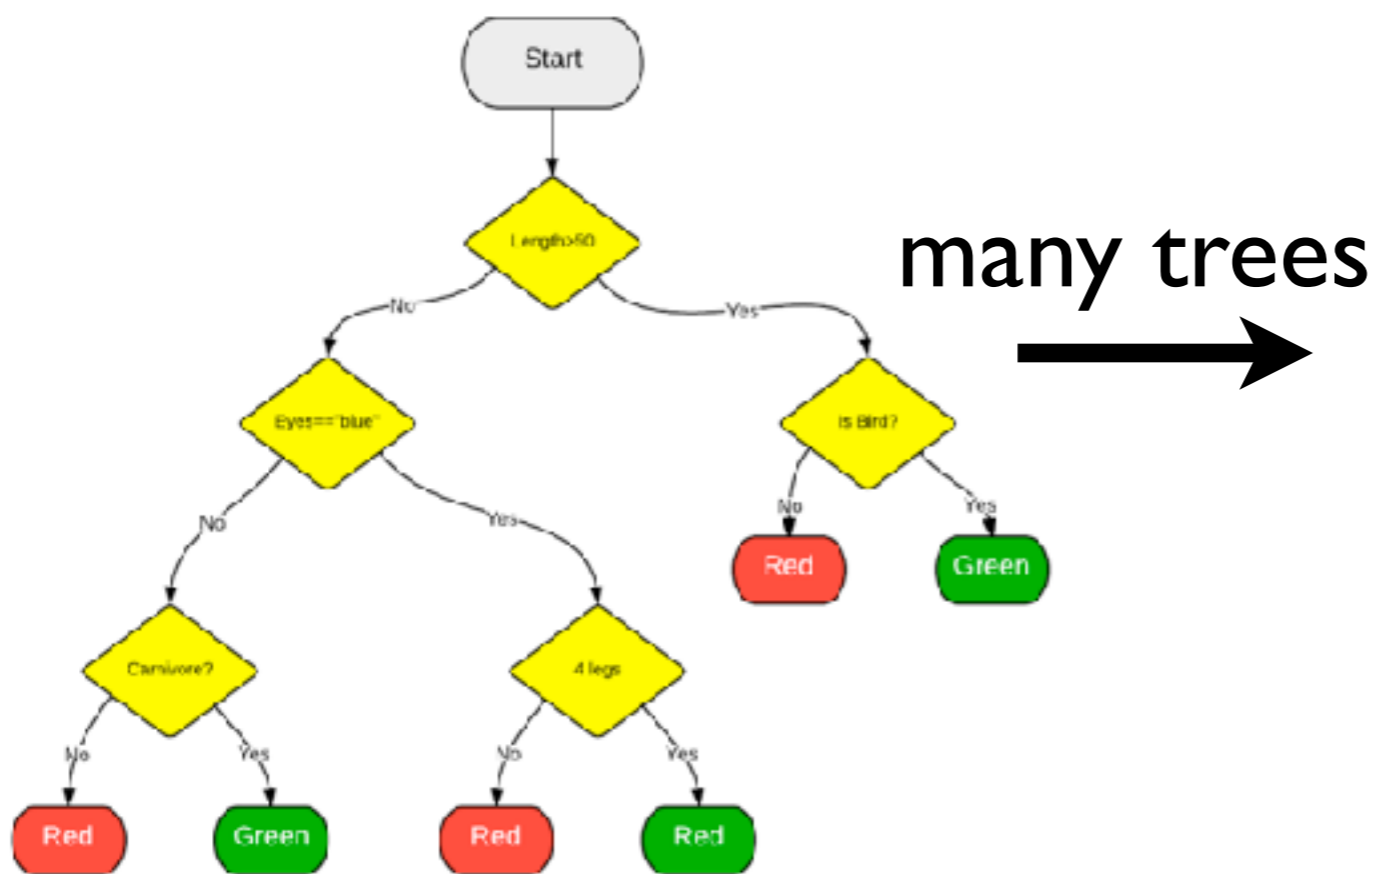 Start
Length>50
many trees
No
Yes
Eyes=="blue"
Is Bird?
No
Yes
No
Yes
Red
Green
Carnivore?
4 legs
No
Yes
No
Yes
Red
Green
Red
Red